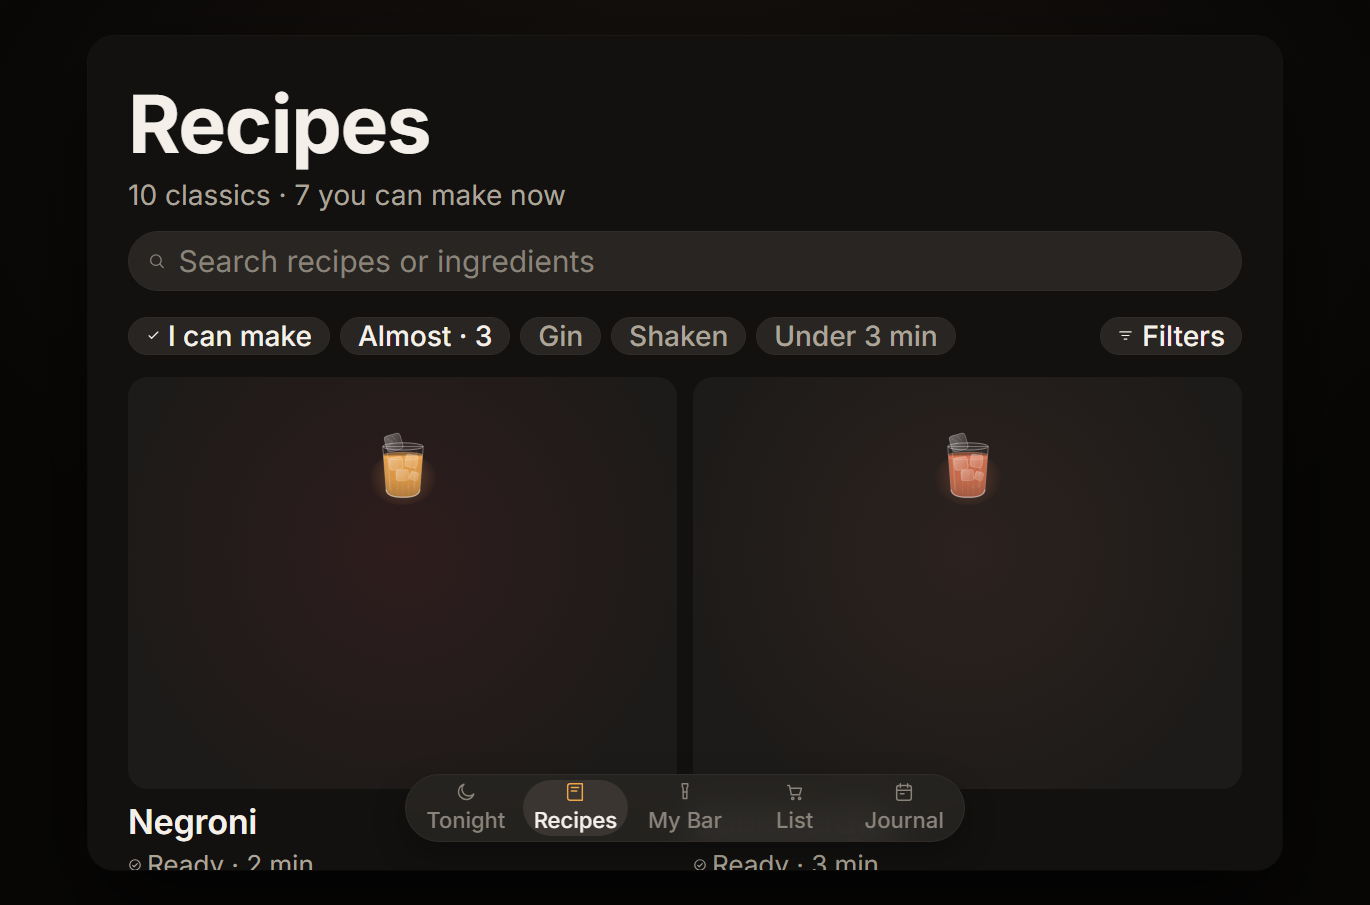 Recipes
10 classics · 7 you can make now
Search recipes or ingredients
I can make
Almost · 3
Gin
Shaken
Under 3 min
Filters
Negroni
Ready · 2 min
Ready · 3 min
Tonight
Recipes
My Bar
List
Journal